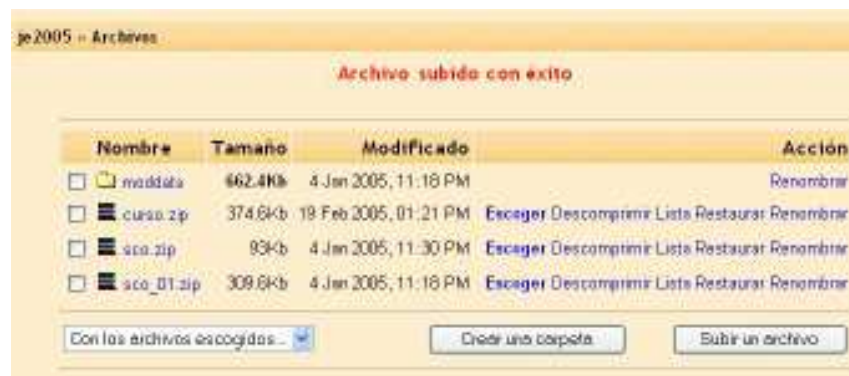 je2005 » Archivos
Archivo subido con éxito
Nombre Tamaño Modificado Acción
moddata 662.4Kb 4 Jan 2005, 11:18 PM Renombrar
curso.zip 374.6Kb 19 Feb 2005, 01:21 PM Escoger Descomprimir Lista Restaurar Renombrar
sco.zip 93Kb 4 Jan 2005, 11:30 PM Escoger Descomprimir Lista Restaurar Renombrar
sco_01.zip 309.6Kb 4 Jan 2005, 11:18 PM Escoger Descomprimir Lista Restaurar Renombrar
Con los archivos escogidos... Crear una carpeta Subir un archivo